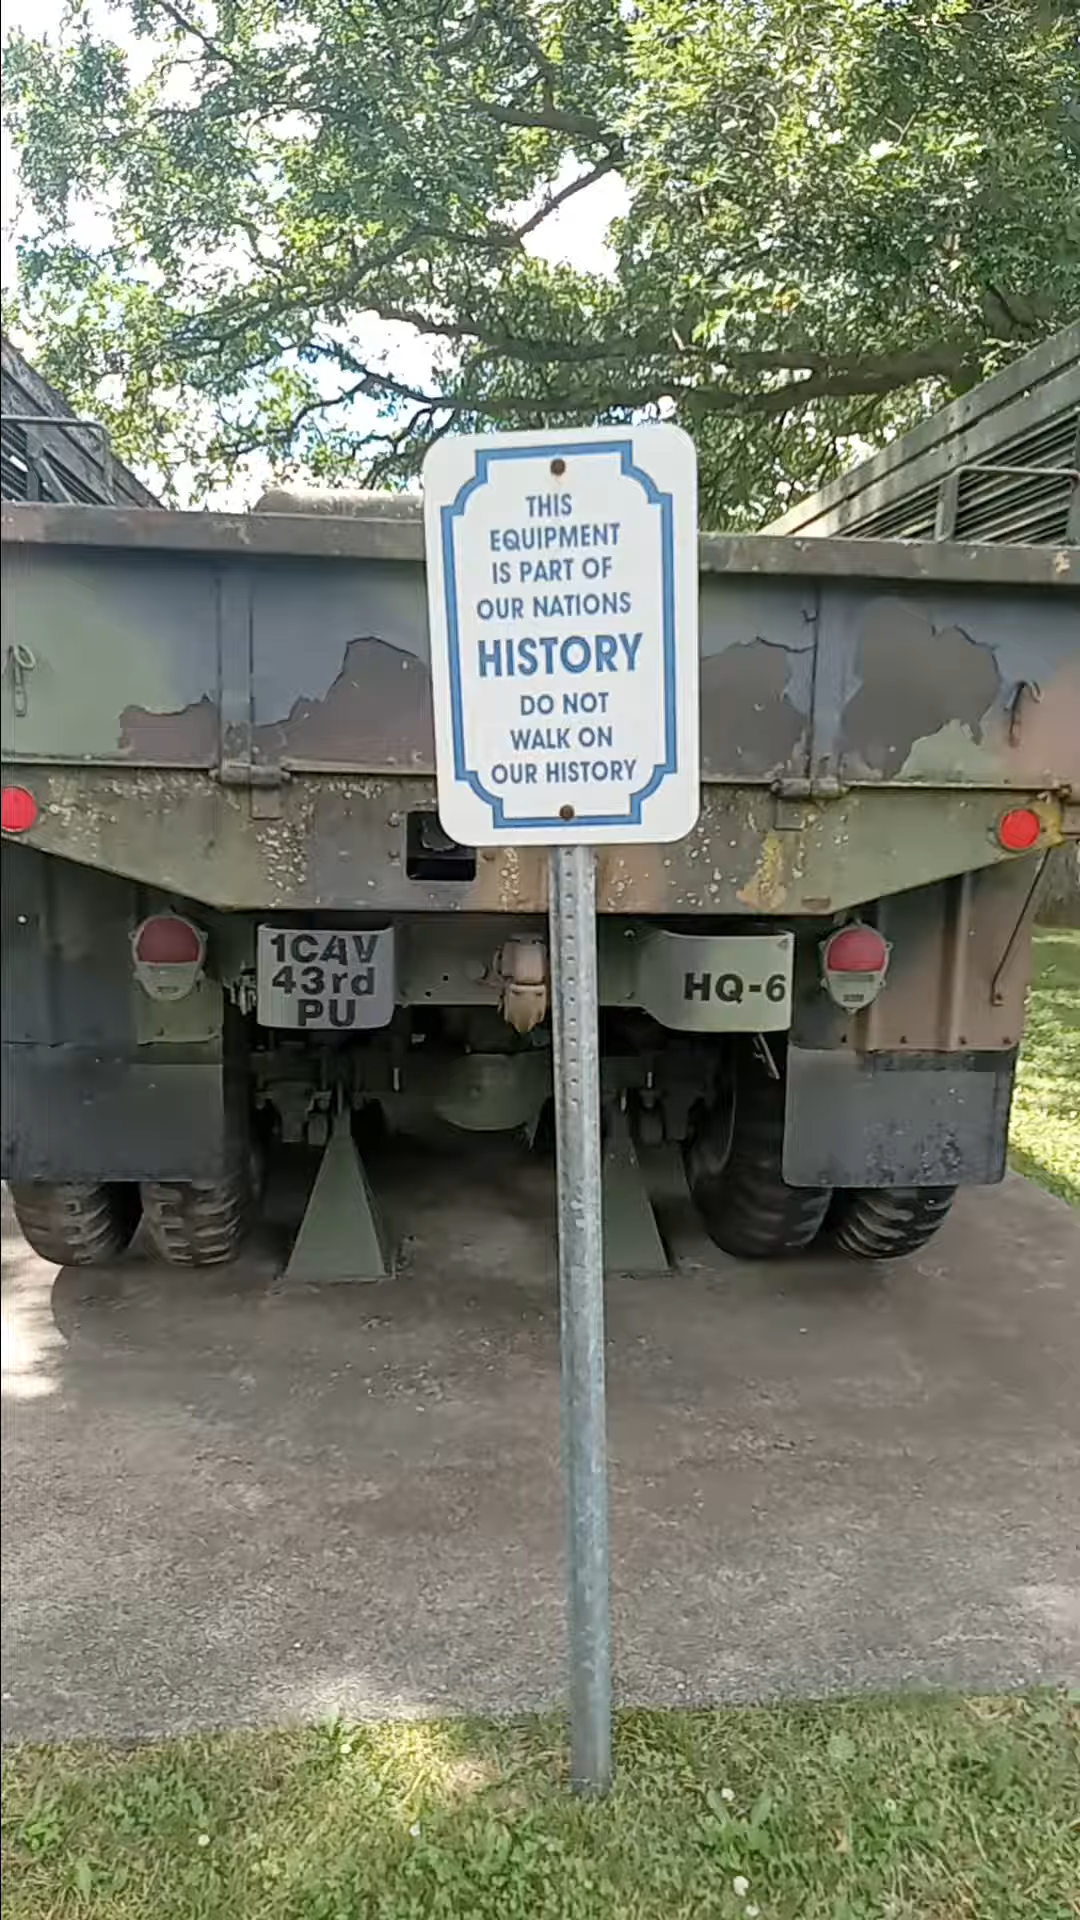 THIS
EQUIPMENT
IS PART OF
OUR NATIONS
HISTORY
DO NOT
WALK ON
OUR HISTORY
1CAV
43rd
PU
HQ-6